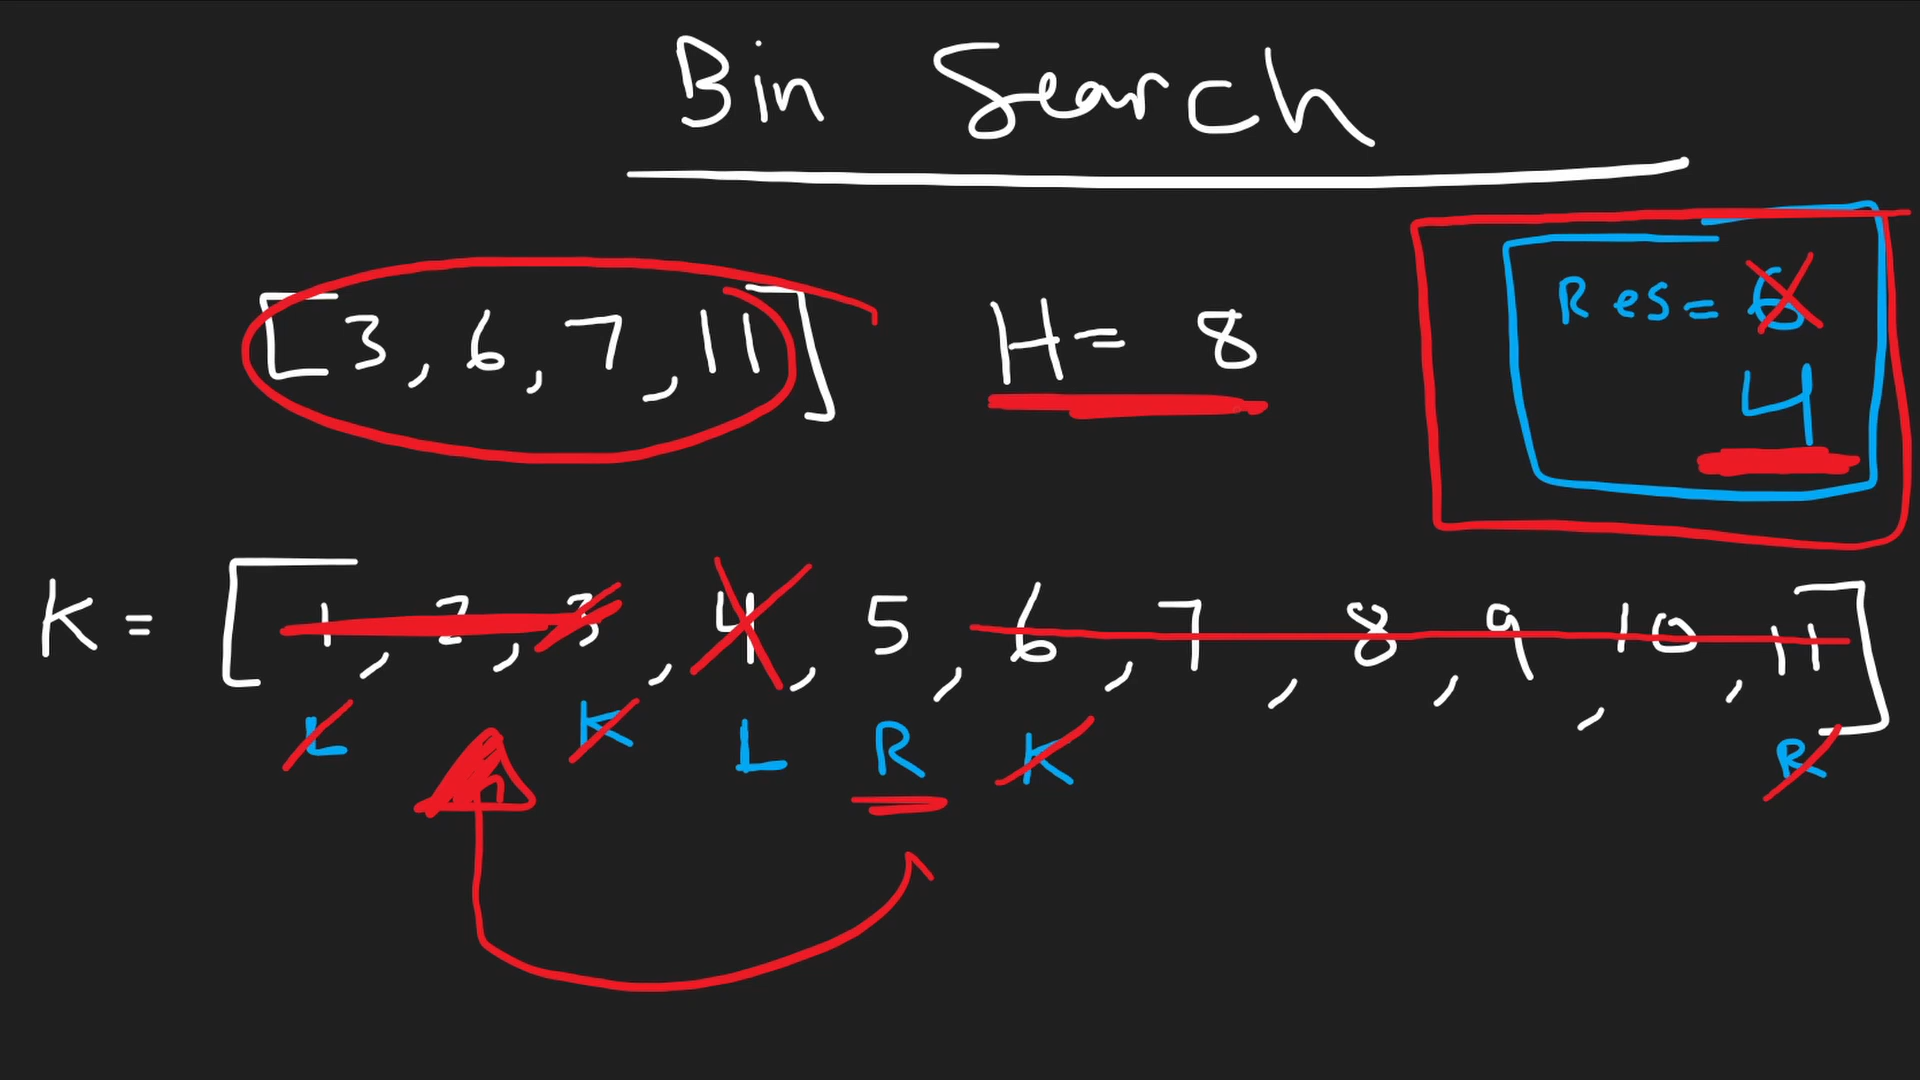 Bin Search
[3, 6, 7, 11] H = 8
Res = 6
4
K = [1, 2, 3, 4, 5, 6, 7, 8, 9, 10, 11]
L K L R K R